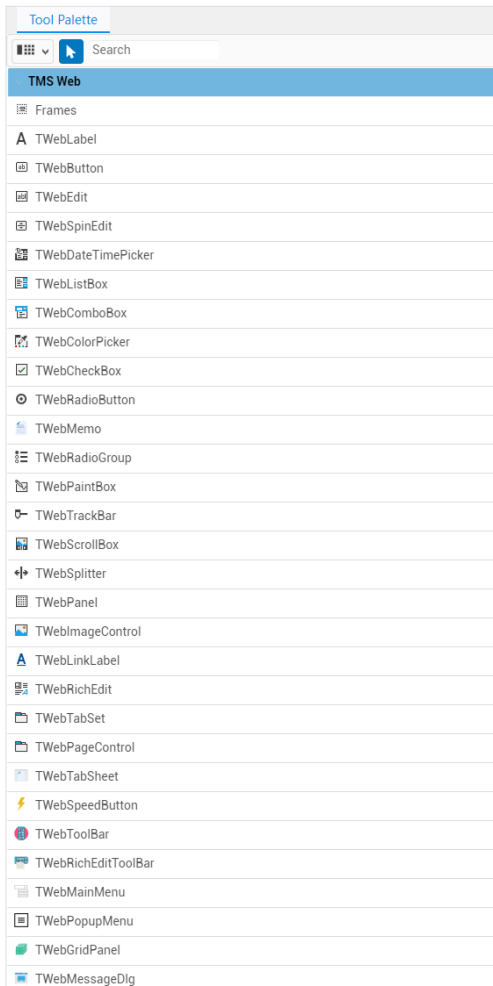 Tool Palette
Search
TMS Web
Frames
TWebLabel
TWebButton
TWebEdit
TWebSpinEdit
TWebDateTimePicker
TWebListBox
TWebComboBox
TWebColorPicker
TWebCheckBox
TWebRadioButton
TWebMemo
TWebRadioGroup
TWebPaintBox
TWebTrackBar
TWebScrollBox
TWebSplitter
TWebPanel
TWebImageControl
TWebLinkLabel
TWebRichEdit
TWebTabSet
TWebPageControl
TWebTabSheet
TWebSpeedButton
TWebToolBar
TWebRichEditToolBar
TWebMainMenu
TWebPopupMenu
TWebGridPanel
TWebMessageDlg